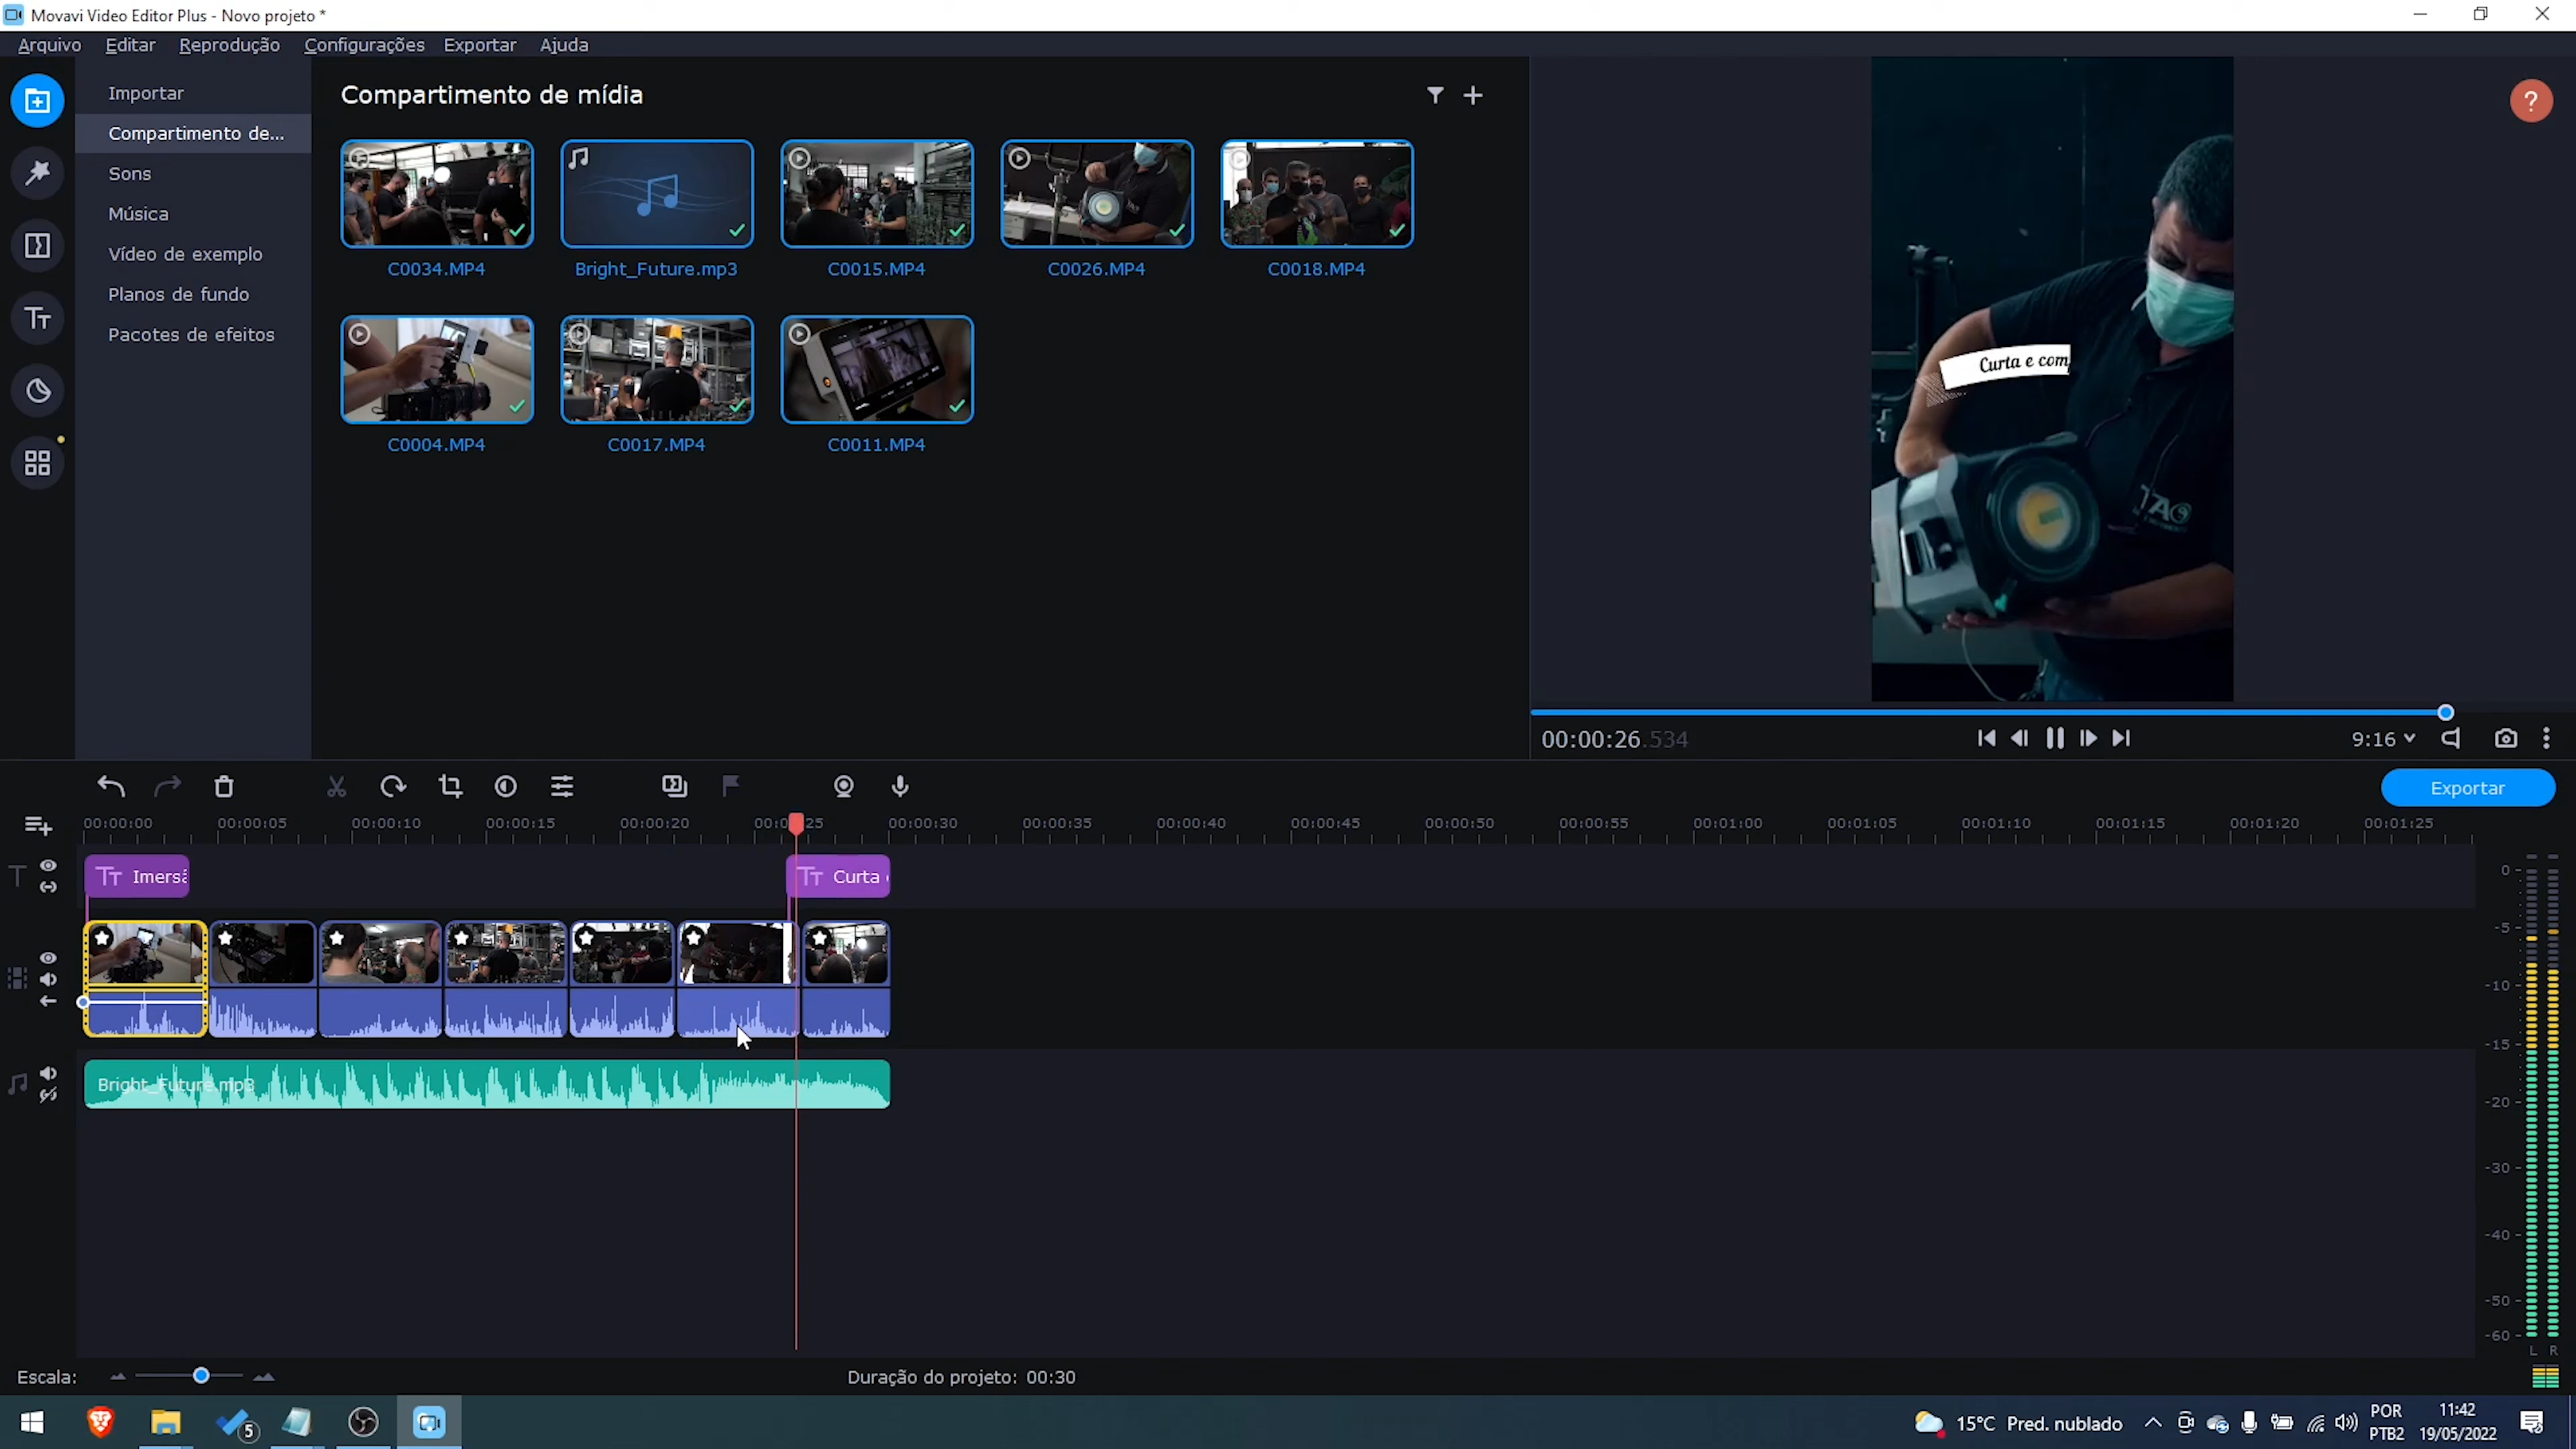 Movavi Video Editor Plus - Novo projeto *
Arquivo Editar Reprodução Configurações Exportar Ajuda
Importar
Compartimento de...
Sons
Música
Vídeo de exemplo
Planos de fundo
Pacotes de efeitos
Compartimento de mídia
C0034.MP4 Bright_Future.mp3 C0015.MP4 C0026.MP4 C0018.MP4
C0004.MP4 C0017.MP4 C0011.MP4
?
Curta e com
TAO
00:00:26.534
9:16
Exportar
00:00:00 00:00:05 00:00:10 00:00:15 00:00:20 00:00:25 00:00:30 00:00:35 00:00:40 00:00:45 00:00:50 00:00:55 00:01:00 00:01:05 00:01:10 00:01:15 00:01:20 00:01:25
Imersã
Curta
Bright_Future.mp3
0
-5
-10
-15
-20
-30
-40
-50
-60
L R
Escala:
Duração do projeto: 00:30
5
15°C Pred. nublado
POR
PTB2
11:42
19/05/2022